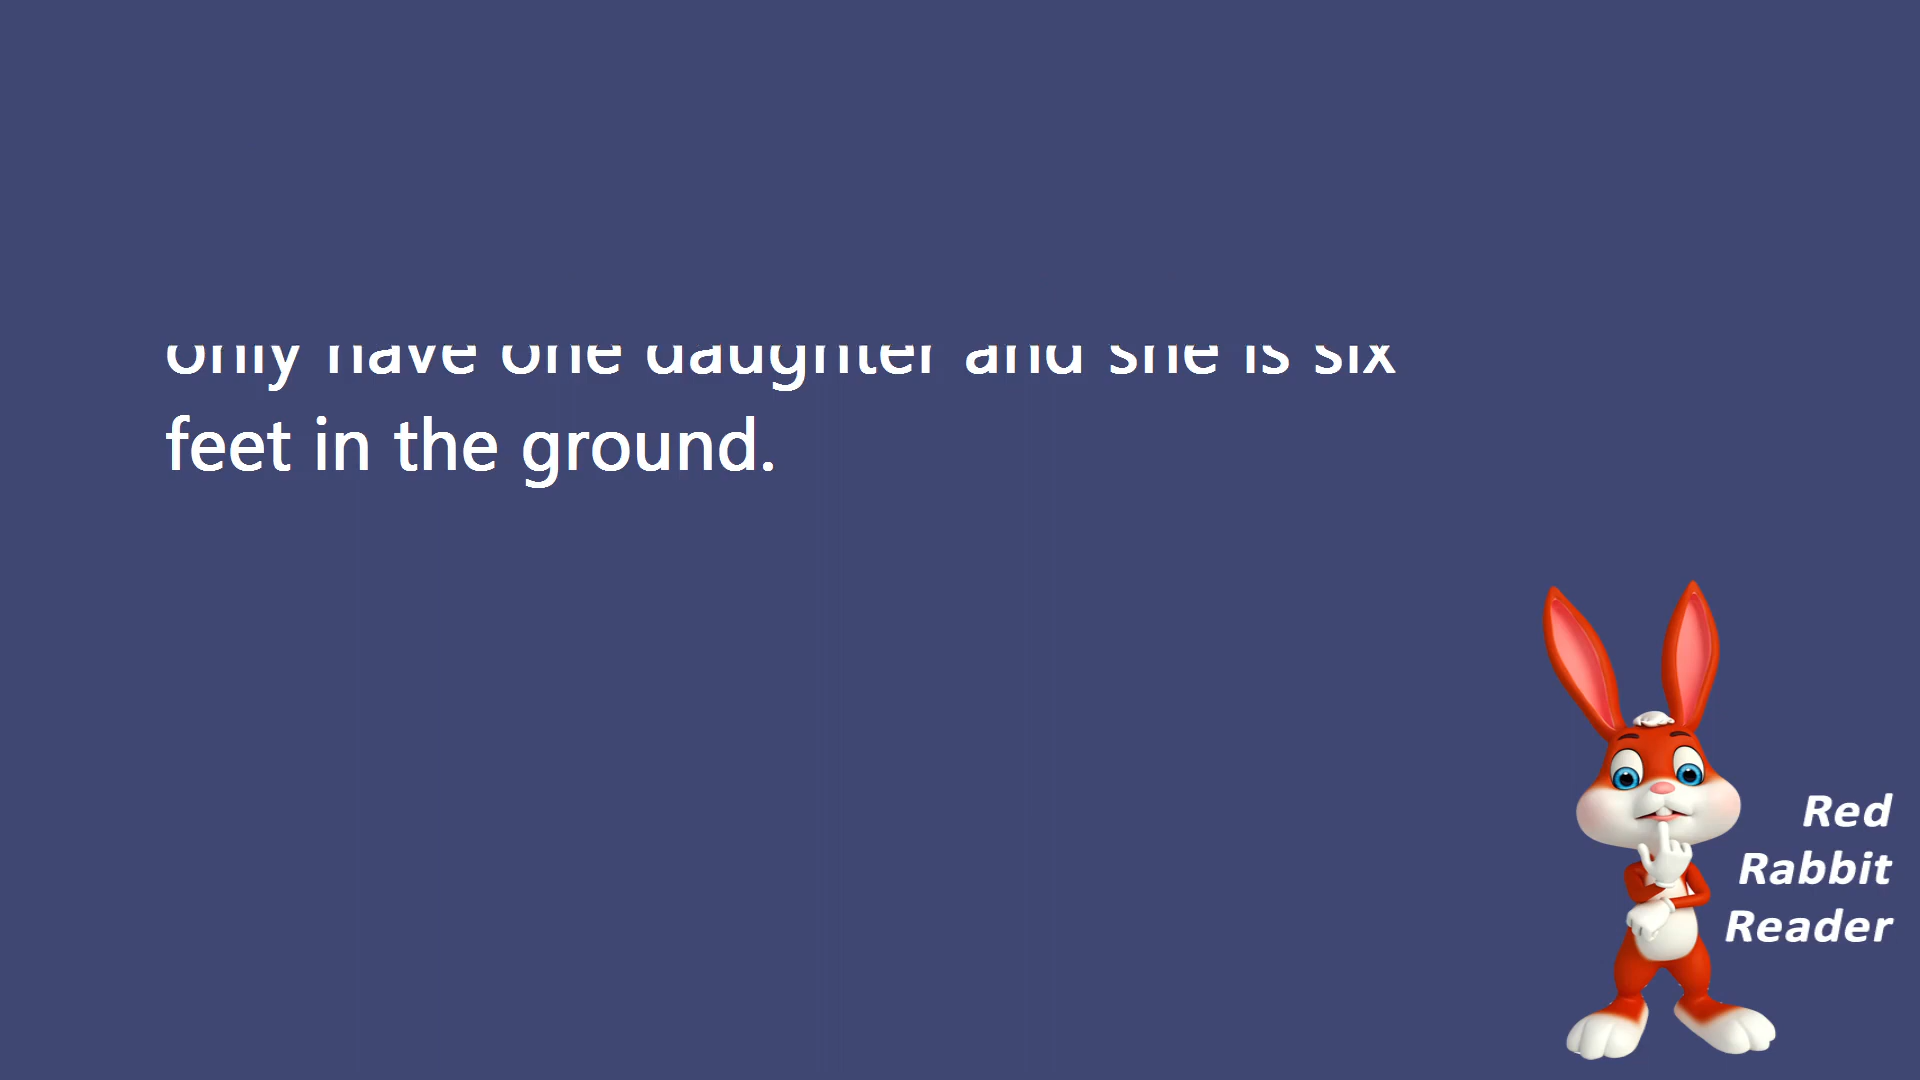 only have one daughter and she is six
feet in the ground.
Red
Rabbit
Reader